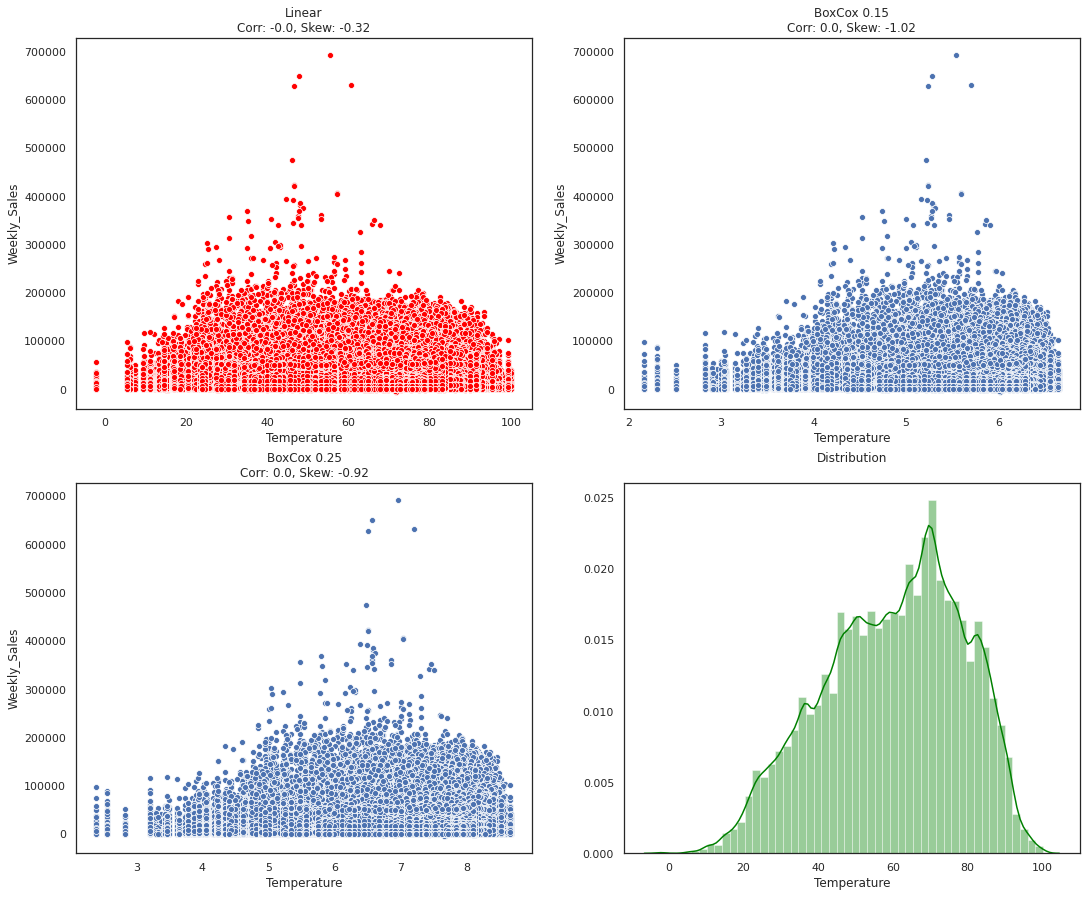 Linear
Corr: -0.0, Skew: -0.32
700000
600000
500000
400000
300000
200000
100000
0
Weekly_Sales
0 20 40 60 80 100
Temperature
BoxCox 0.15
Corr: 0.0, Skew: -1.02
700000
600000
500000
400000
300000
200000
100000
0
Weekly_Sales
2 3 4 5 6
Temperature
BoxCox 0.25
Corr: 0.0, Skew: -0.92
700000
600000
500000
400000
300000
200000
100000
0
Weekly_Sales
3 4 5 6 7 8
Temperature
Distribution
0.025
0.020
0.015
0.010
0.005
0.000
0 20 40 60 80 100
Temperature